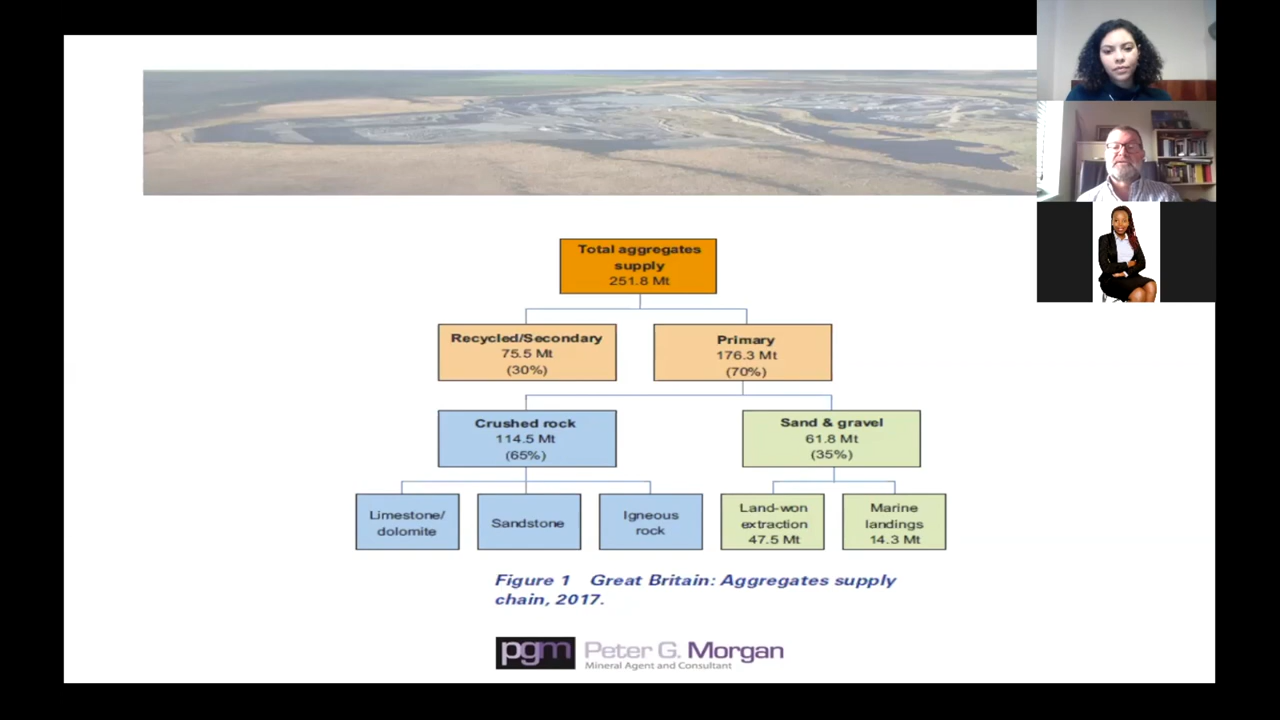 Total aggregates
supply
251.8 Mt
Recycled/Secondary
75.5 Mt
(30%)
Primary
176.3 Mt
(70%)
Crushed rock
114.5 Mt
(65%)
Sand & gravel
61.8 Mt
(35%)
Limestone/
dolomite
Sandstone
Igneous
rock
Land-won
extraction
47.5 Mt
Marine
landings
14.3 Mt
Figure 1 Great Britain: Aggregates supply
chain, 2017.
pgm Peter G. Morgan
Mineral Agent and Consultant